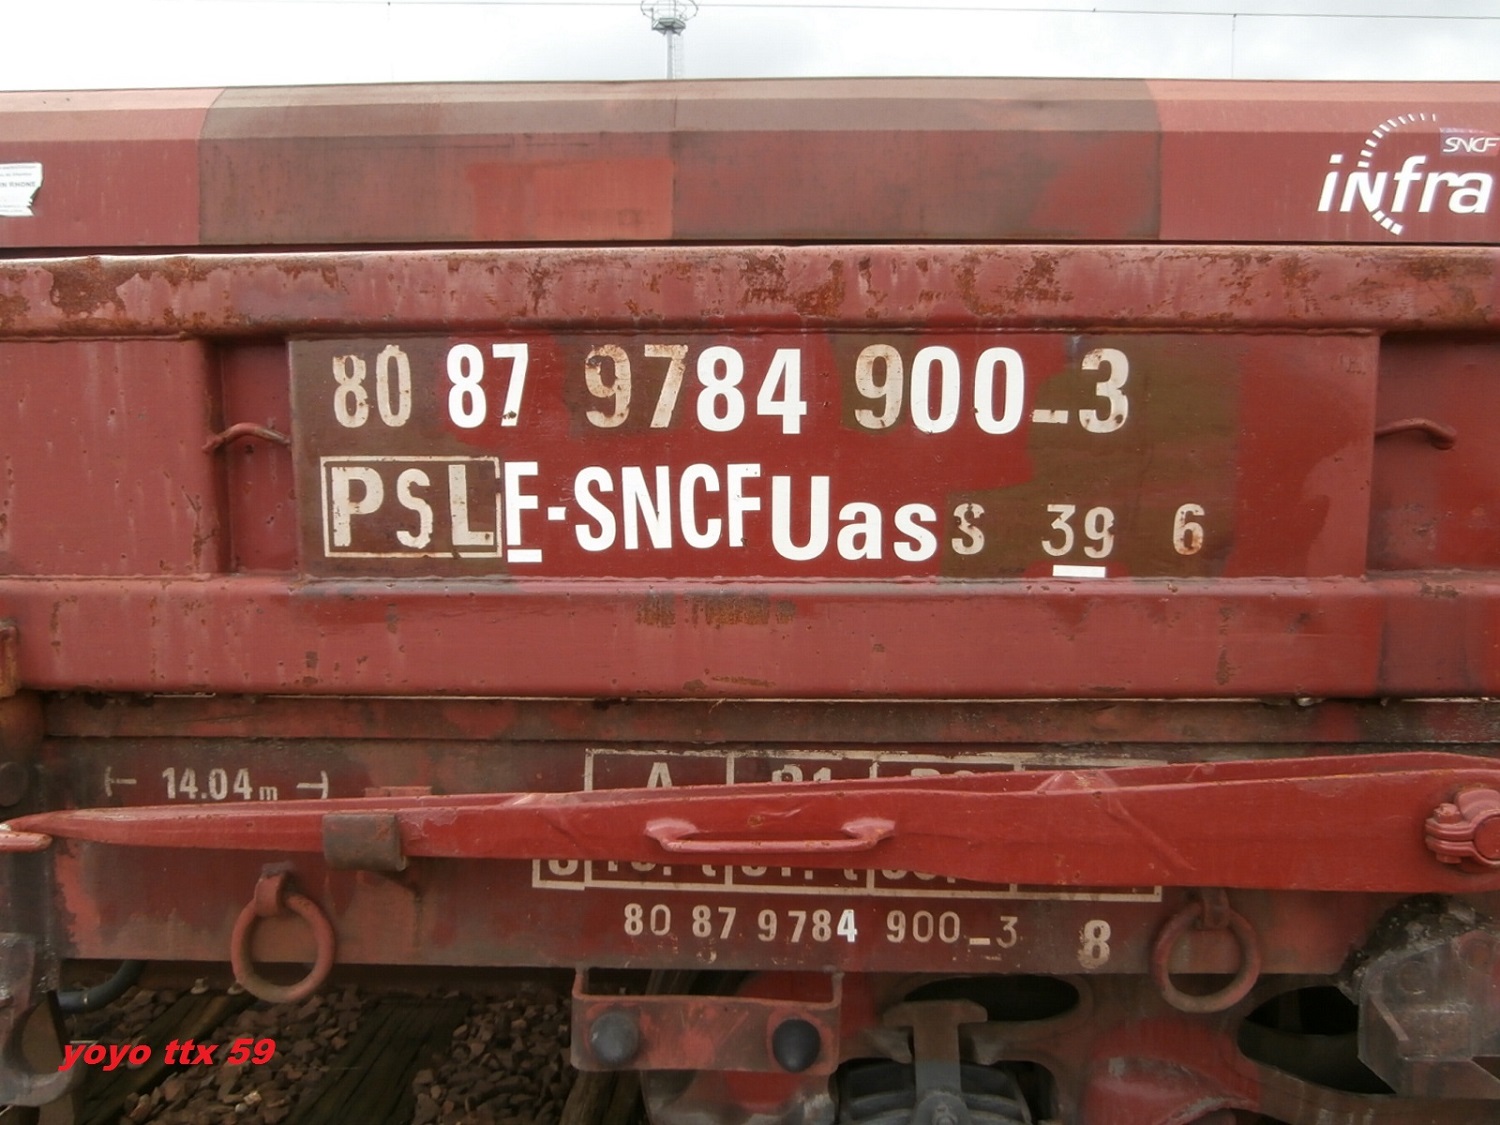 SNCF
infra
80 87 9784 900-3
PSL F-SNCF Uas S 39 6
14.04m
A
80 87 9784 900-3 8
yoyo ttx 59